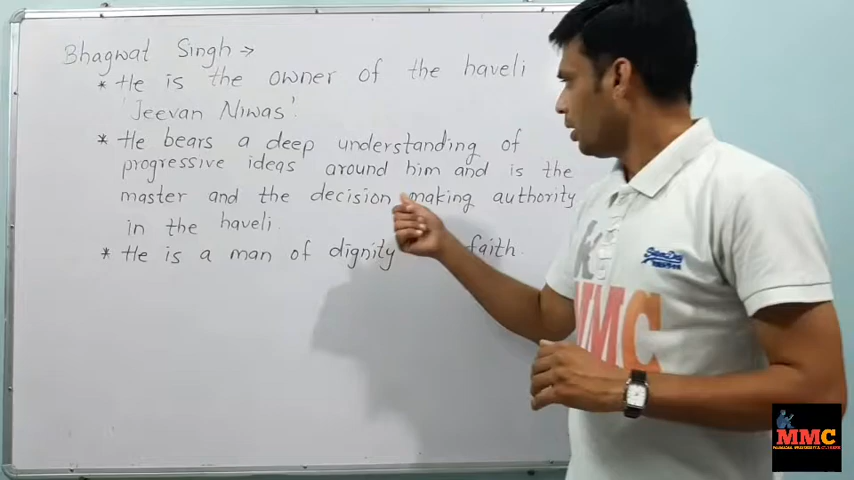 Bhagwat Singh →
* He is the owner of the haveli
'Jeevan Niwas'.
* He bears a deep understanding of
progressive ideas around him and is the
master and the decision making authority
in the haveli.
* He is a man of dignity faith.
MMC
MMC